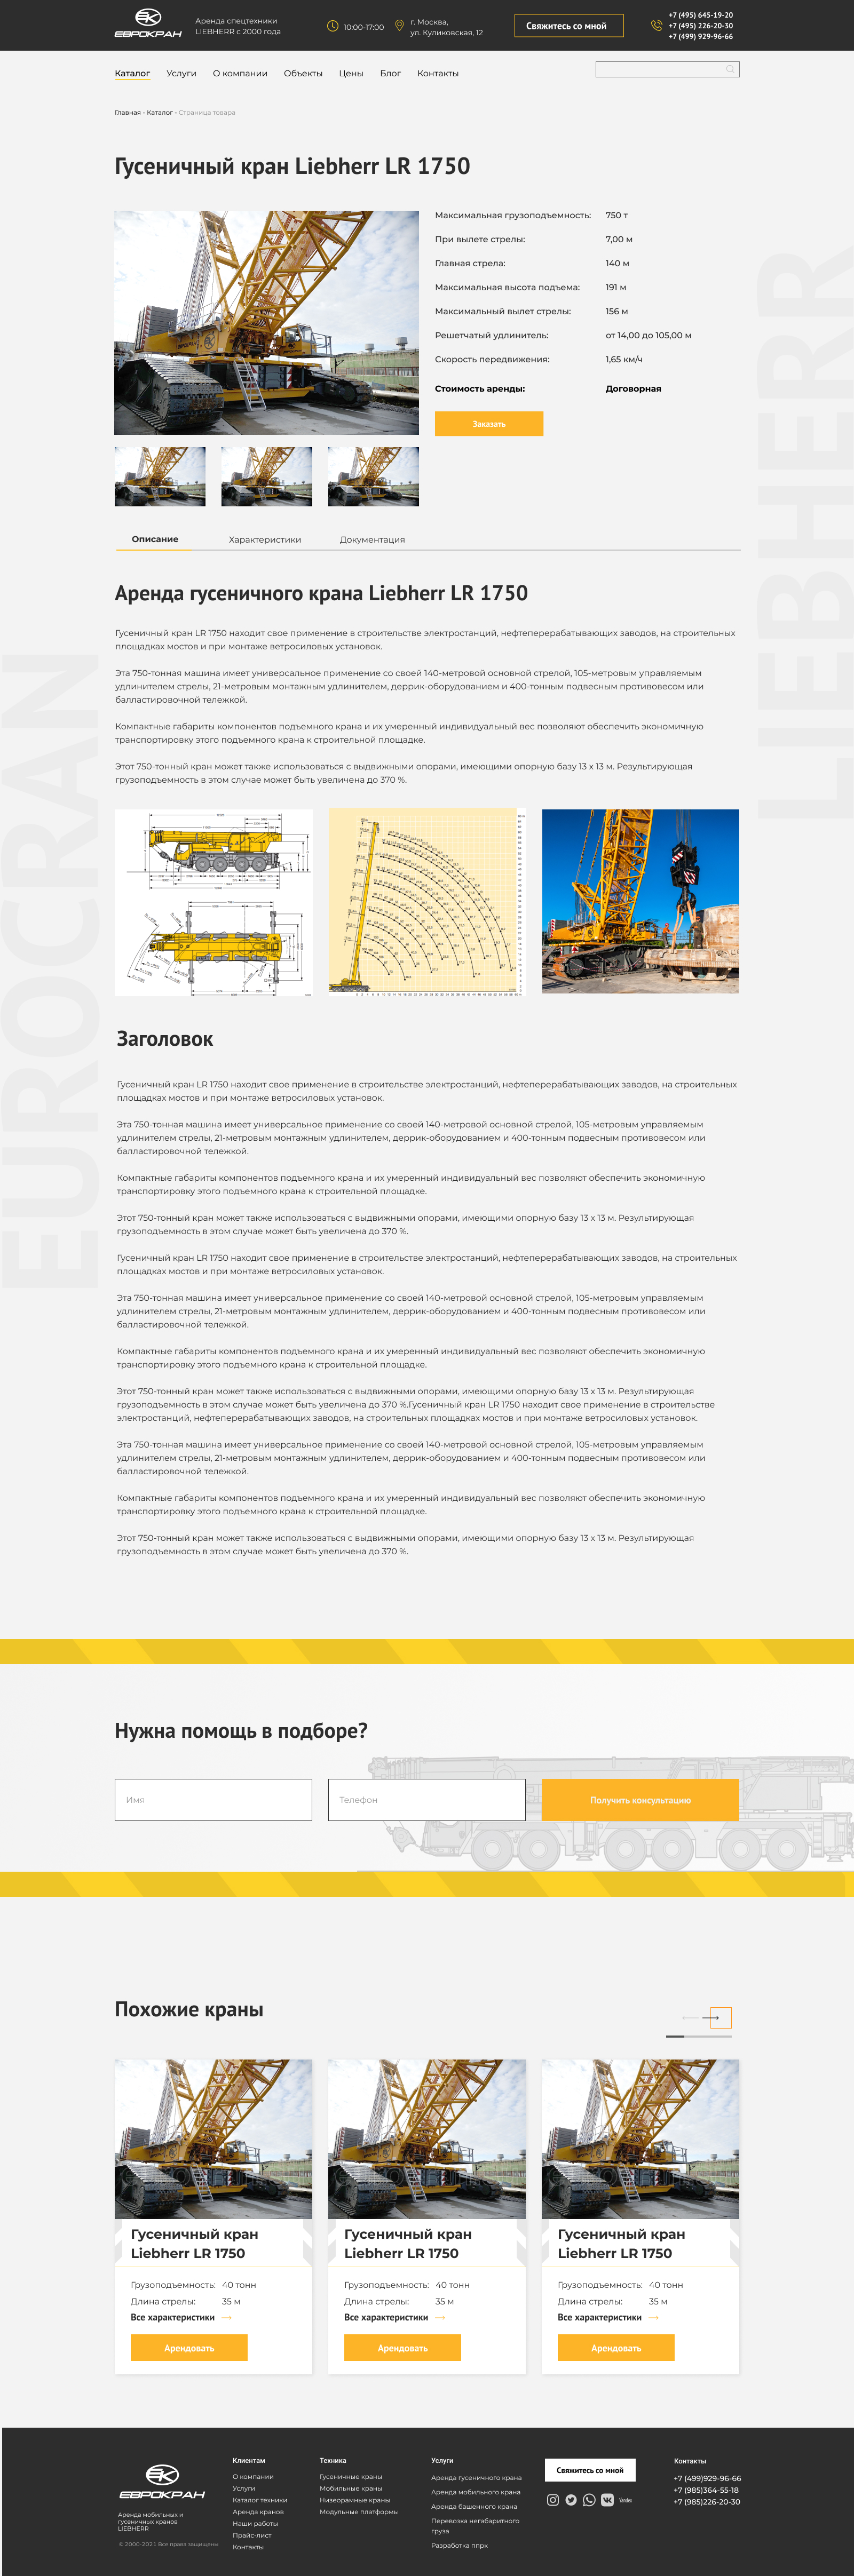 ЕВРОКРАН
Аренда спецтехники
LIEBHERR с 2000 года
10:00-17:00
г. Москва,
ул. Куликовская, 12
Свяжитесь со мной
+7 (495) 645-19-20
+7 (495) 226-20-30
+7 (499) 929-96-66
Каталог Услуги О компании Объекты Цены Блог Контакты
Главная - Каталог - Страница товара
Гусеничный кран Liebherr LR 1750
Максимальная грузоподъемность: 750 т
При вылете стрелы: 7,00 м
Главная стрела: 140 м
Максимальная высота подъема: 191 м
Максимальный вылет стрелы: 156 м
Решетчатый удлинитель: от 14,00 до 105,00 м
Скорость передвижения: 1,65 км/ч
Стоимость аренды: Договорная
Заказать
LIEBHERR
Описание Характеристики Документация
Аренда гусеничного крана Liebherr LR 1750
Гусеничный кран LR 1750 находит свое применение в строительстве электростанций, нефтеперерабатывающих заводов, на строительных
площадках мостов и при монтаже ветросиловых установок.
Эта 750-тонная машина имеет универсальное применение со своей 140-метровой основной стрелой, 105-метровым управляемым
удлинителем стрелы, 21-метровым монтажным удлинителем, деррик-оборудованием и 400-тонным подвесным противовесом или
балластировочной тележкой.
Компактные габариты компонентов подъемного крана и их умеренный индивидуальный вес позволяют обеспечить экономичную
транспортировку этого подъемного крана к строительной площадке.
Этот 750-тонный кран может также использоваться с выдвижными опорами, имеющими опорную базу 13 x 13 м. Результирующая
грузоподъемность в этом случае может быть увеличена до 370 %.
EUROCRAN
Заголовок
Гусеничный кран LR 1750 находит свое применение в строительстве электростанций, нефтеперерабатывающих заводов, на строительных
площадках мостов и при монтаже ветросиловых установок.
Эта 750-тонная машина имеет универсальное применение со своей 140-метровой основной стрелой, 105-метровым управляемым
удлинителем стрелы, 21-метровым монтажным удлинителем, деррик-оборудованием и 400-тонным подвесным противовесом или
балластировочной тележкой.
Компактные габариты компонентов подъемного крана и их умеренный индивидуальный вес позволяют обеспечить экономичную
транспортировку этого подъемного крана к строительной площадке.
Этот 750-тонный кран может также использоваться с выдвижными опорами, имеющими опорную базу 13 x 13 м. Результирующая
грузоподъемность в этом случае может быть увеличена до 370 %.
Гусеничный кран LR 1750 находит свое применение в строительстве электростанций, нефтеперерабатывающих заводов, на строительных
площадках мостов и при монтаже ветросиловых установок.
Эта 750-тонная машина имеет универсальное применение со своей 140-метровой основной стрелой, 105-метровым управляемым
удлинителем стрелы, 21-метровым монтажным удлинителем, деррик-оборудованием и 400-тонным подвесным противовесом или
балластировочной тележкой.
Компактные габариты компонентов подъемного крана и их умеренный индивидуальный вес позволяют обеспечить экономичную
транспортировку этого подъемного крана к строительной площадке.
Этот 750-тонный кран может также использоваться с выдвижными опорами, имеющими опорную базу 13 x 13 м. Результирующая
грузоподъемность в этом случае может быть увеличена до 370 %.Гусеничный кран LR 1750 находит свое применение в строительстве
электростанций, нефтеперерабатывающих заводов, на строительных площадках мостов и при монтаже ветросиловых установок.
Эта 750-тонная машина имеет универсальное применение со своей 140-метровой основной стрелой, 105-метровым управляемым
удлинителем стрелы, 21-метровым монтажным удлинителем, деррик-оборудованием и 400-тонным подвесным противовесом или
балластировочной тележкой.
Компактные габариты компонентов подъемного крана и их умеренный индивидуальный вес позволяют обеспечить экономичную
транспортировку этого подъемного крана к строительной площадке.
Этот 750-тонный кран может также использоваться с выдвижными опорами, имеющими опорную базу 13 x 13 м. Результирующая
грузоподъемность в этом случае может быть увеличена до 370 %.
Нужна помощь в подборе?
Имя Телефон Получить консультацию
Похожие краны
Гусеничный кран
Liebherr LR 1750
Грузоподъемность: 40 тонн
Длина стрелы: 35 м
Все характеристики
Арендовать
Гусеничный кран
Liebherr LR 1750
Грузоподъемность: 40 тонн
Длина стрелы: 35 м
Все характеристики
Арендовать
Гусеничный кран
Liebherr LR 1750
Грузоподъемность: 40 тонн
Длина стрелы: 35 м
Все характеристики
Арендовать
ЕВРОКРАН
Аренда мобильных и
гусеничных кранов
LIEBHERR
© 2000-2021 Все права защищены
Клиентам
О компании
Услуги
Каталог техники
Аренда кранов
Наши работы
Прайс-лист
Контакты
Техника
Гусеничные краны
Мобильные краны
Низеорамные краны
Модульные платформы
Услуги
Аренда гусеничного крана
Аренда мобильного крана
Аренда башенного крана
Перевозка негабаритного
груза
Разработка ппрк
Свяжитесь со мной
Контакты
+7 (499)929-96-66
+7 (985)364-55-18
+7 (985)226-20-30